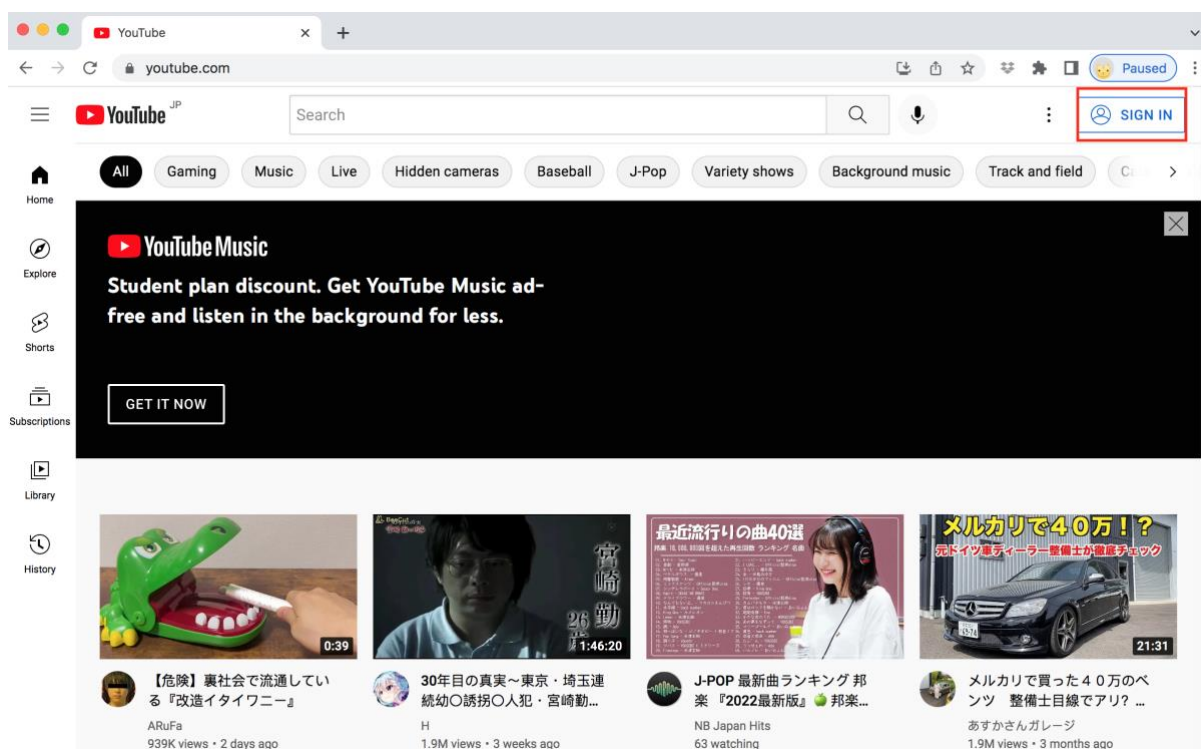 YouTube
youtube.com
Paused
YouTube JP
Search
SIGN IN
All
Gaming
Music
Live
Hidden cameras
Baseball
J-Pop
Variety shows
Background music
Track and field
Home
Explore
Shorts
Subscriptions
Library
History
YouTube Music
Student plan discount. Get YouTube Music ad-
free and listen in the background for less.
GET IT NOW
0:39
宮崎勤
26歳
1:46:20
最近流行りの曲40選
メルカリで40万!?
元ドイツ車ディーラー整備士が徹底チェック
21:31
【危険】裏社会で流通してい
る『改造イタイワニー』
ARuFa
939K views • 2 days ago
30年目の真実~東京・埼玉連
続幼〇誘拐〇人犯・宮崎勤...
H
1.9M views • 3 weeks ago
J-POP 最新曲ランキング 邦
楽 『2022最新版』🍏 邦楽...
NB Japan Hits
63 watching
メルカリで買った４０万のベ
ンツ 整備士目線でアリ? ...
あすかさんガレージ
1.9M views • 3 months ago